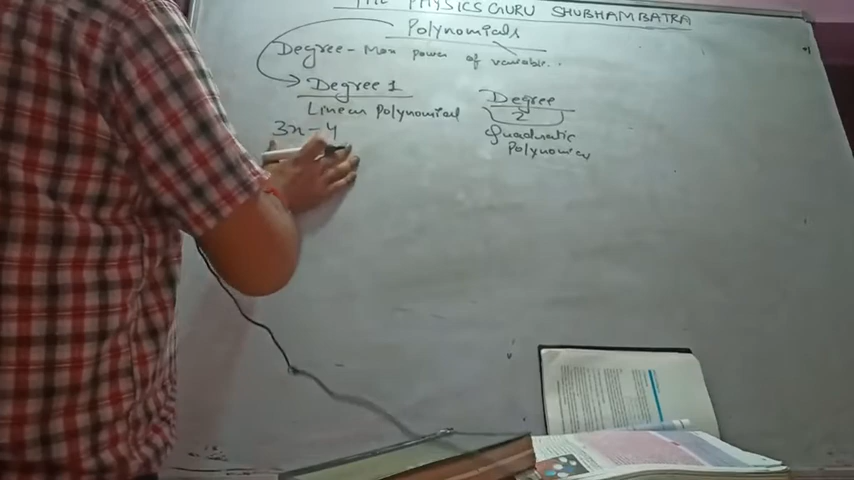 THE PHYSICS GURU SHUBHAM BATRA
Polynomials
Degree - Max power of variable.
Degree 1
Linear Polynomial
3x - 4
Degree
2
Quadratic
Polynomial